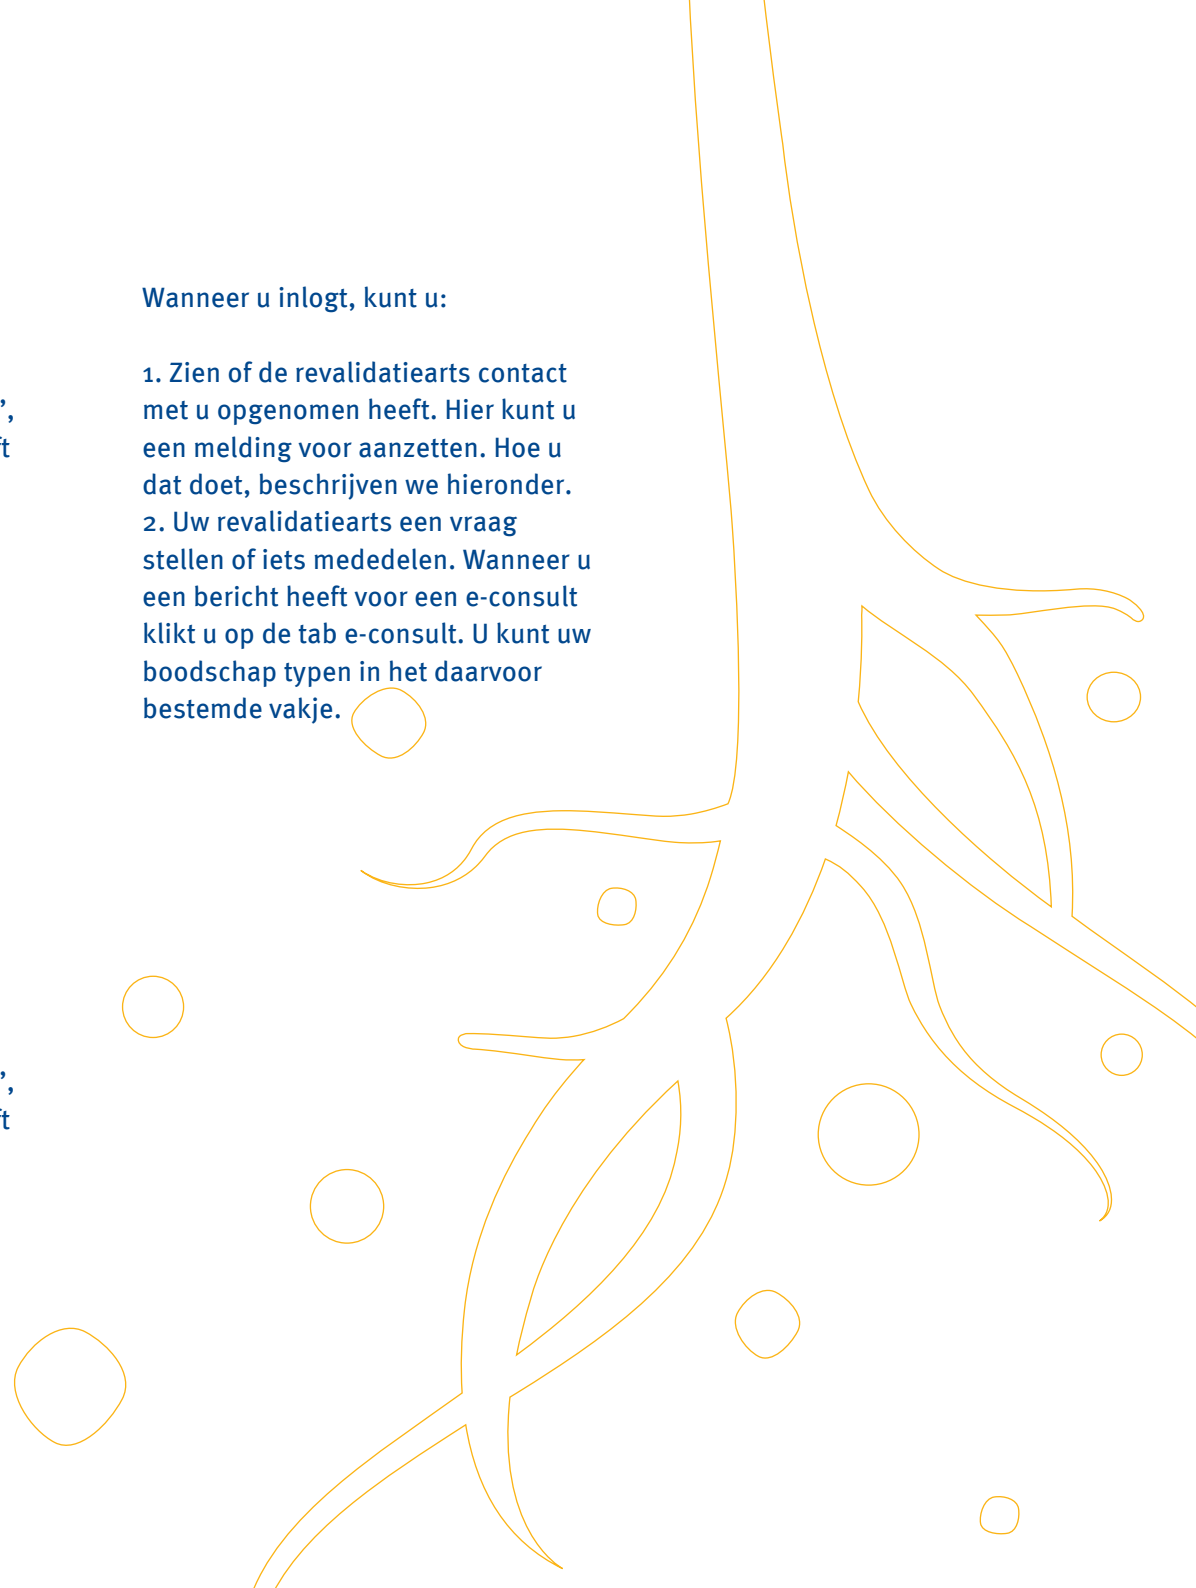 Wanneer u inlogt, kunt u:
1. Zien of de revalidatiearts contact
met u opgenomen heeft. Hier kunt u
een melding voor aanzetten. Hoe u
dat doet, beschrijven we hieronder.
2. Uw revalidatiearts een vraag
stellen of iets mededelen. Wanneer u
een bericht heeft voor een e-consult
klikt u op de tab e-consult. U kunt uw
boodschap typen in het daarvoor
bestemde vakje.